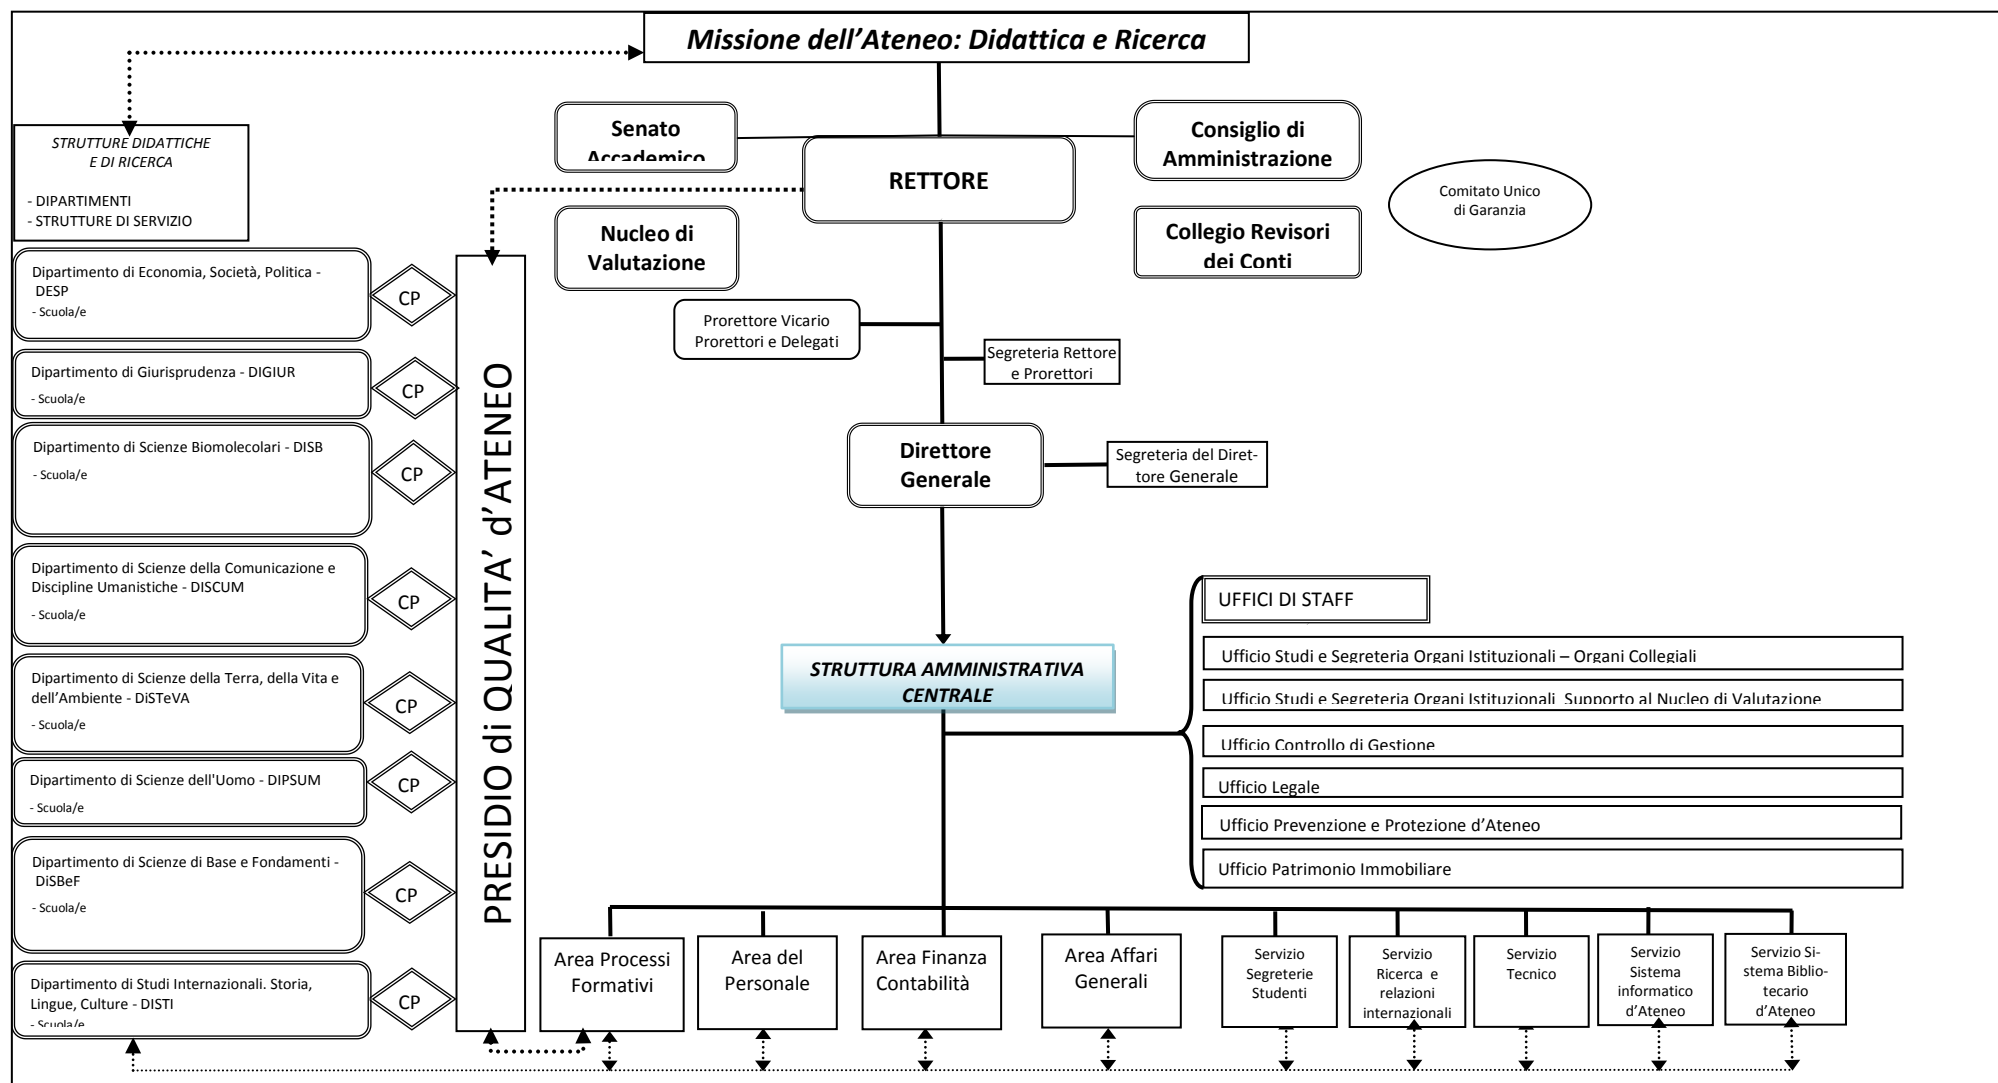 Missione dell'Ateneo: Didattica e Ricerca
STRUTTURE DIDATTICHE
E DI RICERCA
- DIPARTIMENTI
- STRUTTURE DI SERVIZIO
Senato
Accademico
Consiglio di
Amministrazione
RETTORE
Comitato Unico
di Garanzia
Nucleo di
Valutazione
Collegio Revisori
dei Conti
Prorettore Vicario
Prorettori e Delegati
Segreteria Rettore
e Prorettori
Direttore
Generale
Segreteria del Diret-
tore Generale
Dipartimento di Economia, Società, Politica -
DESP
- Scuola/e
CP
Dipartimento di Giurisprudenza - DIGIUR
- Scuola/e
CP
Dipartimento di Scienze Biomolecolari - DISB
- Scuola/e
CP
Dipartimento di Scienze della Comunicazione e
Discipline Umanistiche - DISCUM
- Scuola/e
CP
Dipartimento di Scienze della Terra, della Vita e
dell'Ambiente - DiSTeVA
- Scuola/e
CP
Dipartimento di Scienze dell'Uomo - DIPSUM
- Scuola/e
CP
Dipartimento di Scienze di Base e Fondamenti -
DiSBeF
- Scuola/e
CP
Dipartimento di Studi Internazionali. Storia,
Lingue, Culture - DISTI
- Scuola/e
CP
PRESIDIO di QUALITA' d'ATENEO
STRUTTURA AMMINISTRATIVA
CENTRALE
UFFICI DI STAFF
Ufficio Studi e Segreteria Organi Istituzionali – Organi Collegiali
Ufficio Studi e Segreteria Organi Istituzionali  Supporto al Nucleo di Valutazione
Ufficio Controllo di Gestione
Ufficio Legale
Ufficio Prevenzione e Protezione d'Ateneo
Ufficio Patrimonio Immobiliare
Area Processi
Formativi
Area del
Personale
Area Finanza
Contabilità
Area Affari
Generali
Servizio
Segreterie
Studenti
Servizio
Ricerca e
relazioni
internazionali
Servizio
Tecnico
Servizio
Sistema
informatico
d'Ateneo
Servizio Si-
stema Biblio-
tecario
d'Ateneo